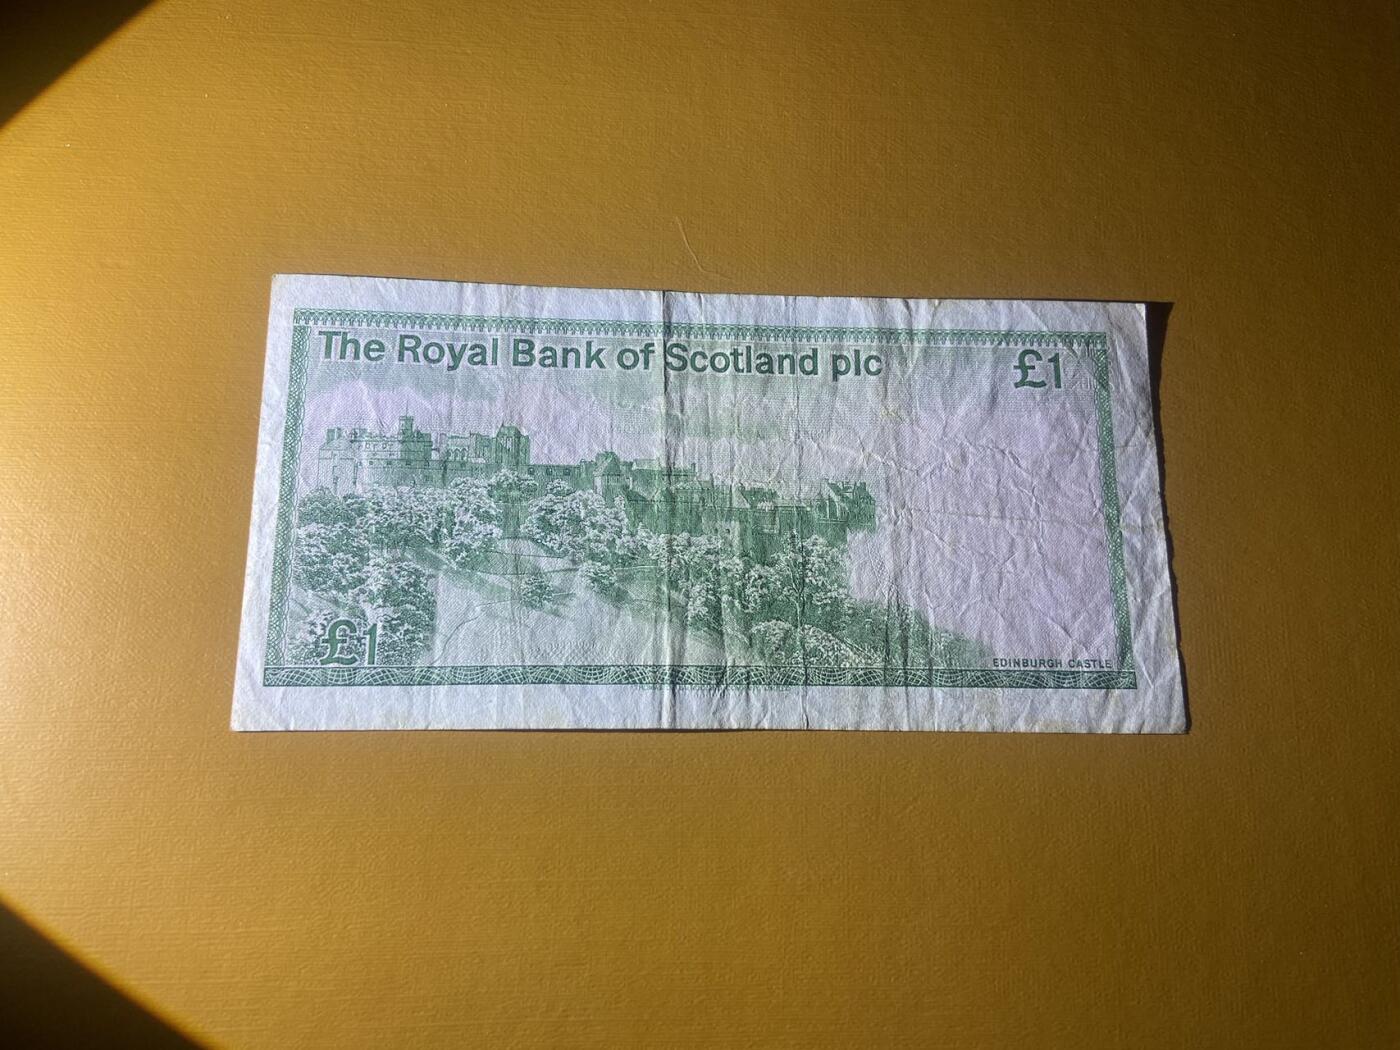 The Royal Bank of Scotland plc
£1
£1
EDINBURGH CASTLE